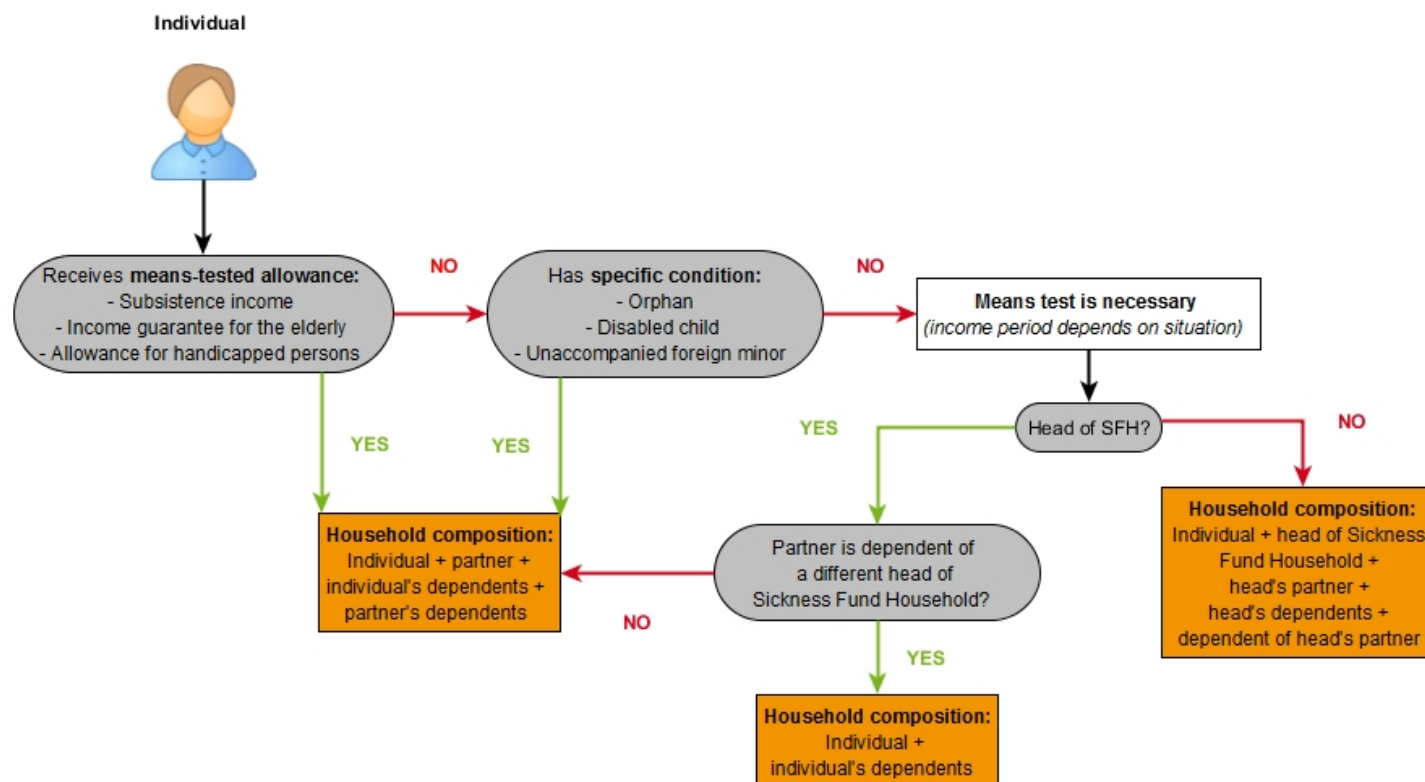 Individual
Receives means-tested allowance:
- Subsistence income
- Income guarantee for the elderly
- Allowance for handicapped persons
NO
Has specific condition:
- Orphan
- Disabled child
- Unaccompanied foreign minor
NO
Means test is necessary
(income period depends on situation)
YES
YES
YES
Head of SFH?
NO
Household composition:
Individual + partner +
individual's dependents +
partner's dependents
NO
Partner is dependent of
a different head of
Sickness Fund Household?
Household composition:
Individual + head of Sickness
Fund Household +
head's partner +
head's dependents +
dependent of head's partner
YES
Household composition:
Individual +
individual's dependents